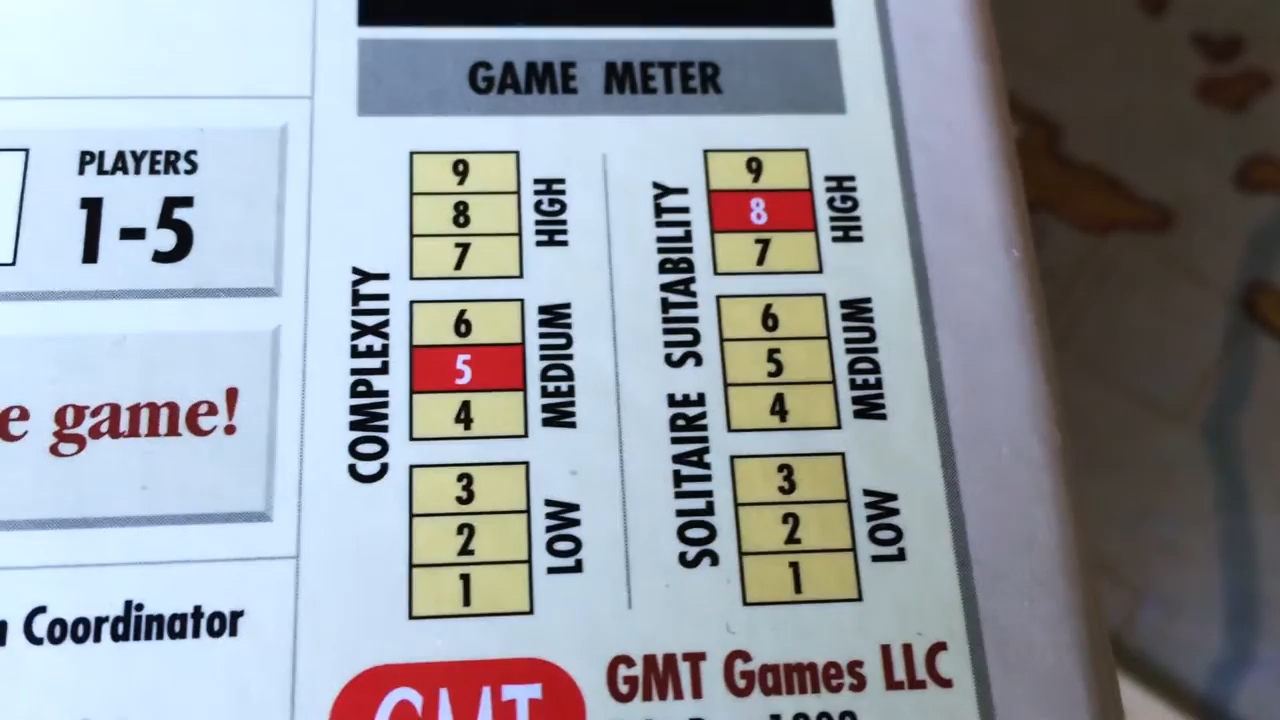 GAME METER
PLAYERS
1-5
e game!
Coordinator
COMPLEXITY
9
8
7
HIGH
6
5
4
MEDIUM
3
2
1
LOW
SOLITAIRE SUITABILITY
9
8
7
HIGH
6
5
4
MEDIUM
3
2
1
LOW
GMT
GMT Games LLC